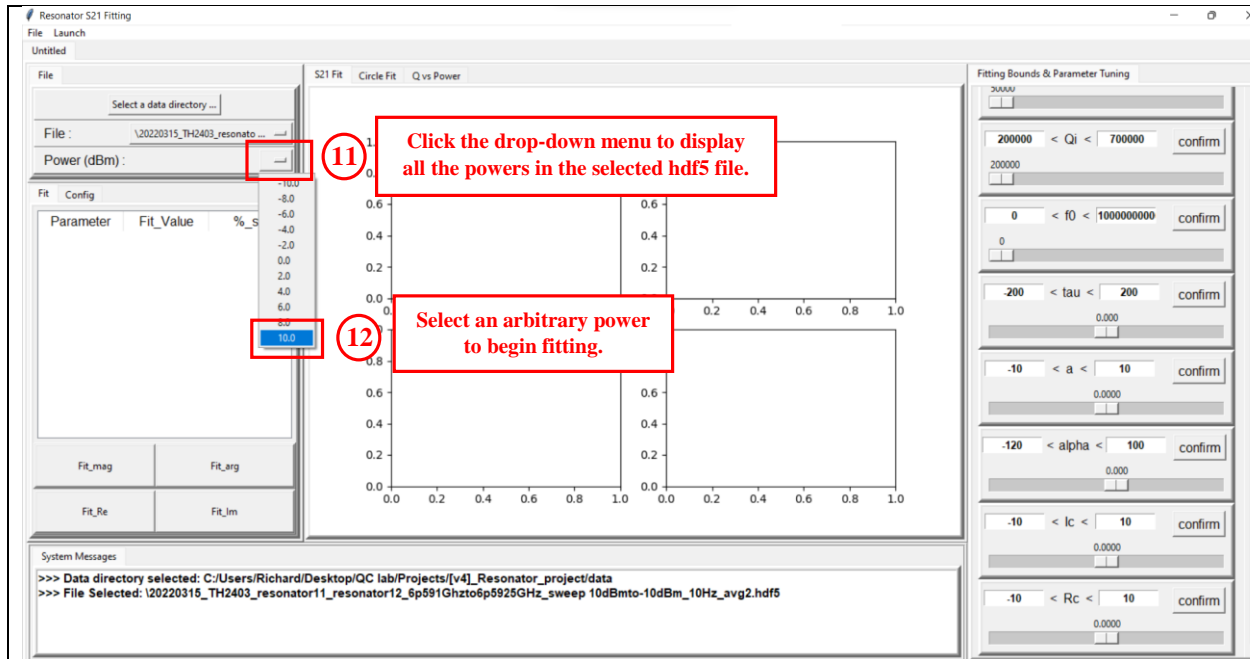 Resonator S21 Fitting
File Launch
Untitled
File
Select a data directory ...
File : \20220315_TH2403_resonato ...
Power (dBm) :
-10.0
-8.0
-6.0
-4.0
-2.0
0.0
2.0
4.0
6.0
8.0
10.0
Fit Config
Parameter Fit_Value %_s
Fit_mag Fit_arg
Fit_Re Fit_Im
S21 Fit Circle Fit Q vs Power
11
Click the drop-down menu to display
all the powers in the selected hdf5 file.
0.6 0.6
0.4 0.4
0.2 0.2
0.0
0.2 0.4 0.6 0.8 1.0
12
Select an arbitrary power
to begin fitting.
0.8
0.6 0.6
0.4 0.4
0.2 0.2
0.0 0.0
0.0 0.2 0.4 0.6 0.8 1.0 0.0 0.2 0.4 0.6 0.8 1.0
Fitting Bounds & Parameter Tuning
50000
200000 < Qi < 700000 confirm
200000
0 < f0 < 1000000000 confirm
0
-200 < tau < 200 confirm
0.000
-10 < a < 10 confirm
0.0000
-120 < alpha < 100 confirm
0.000
-10 < Ic < 10 confirm
0.0000
-10 < Rc < 10 confirm
0.0000
System Messages
>>> Data directory selected: C:/Users/Richard/Desktop/QC lab/Projects/[v4]_Resonator_project/data
>>> File Selected: \20220315_TH2403_resonator11_resonator12_6p591Ghzto6p5925GHz_sweep 10dBmto-10dBm_10Hz_avg2.hdf5